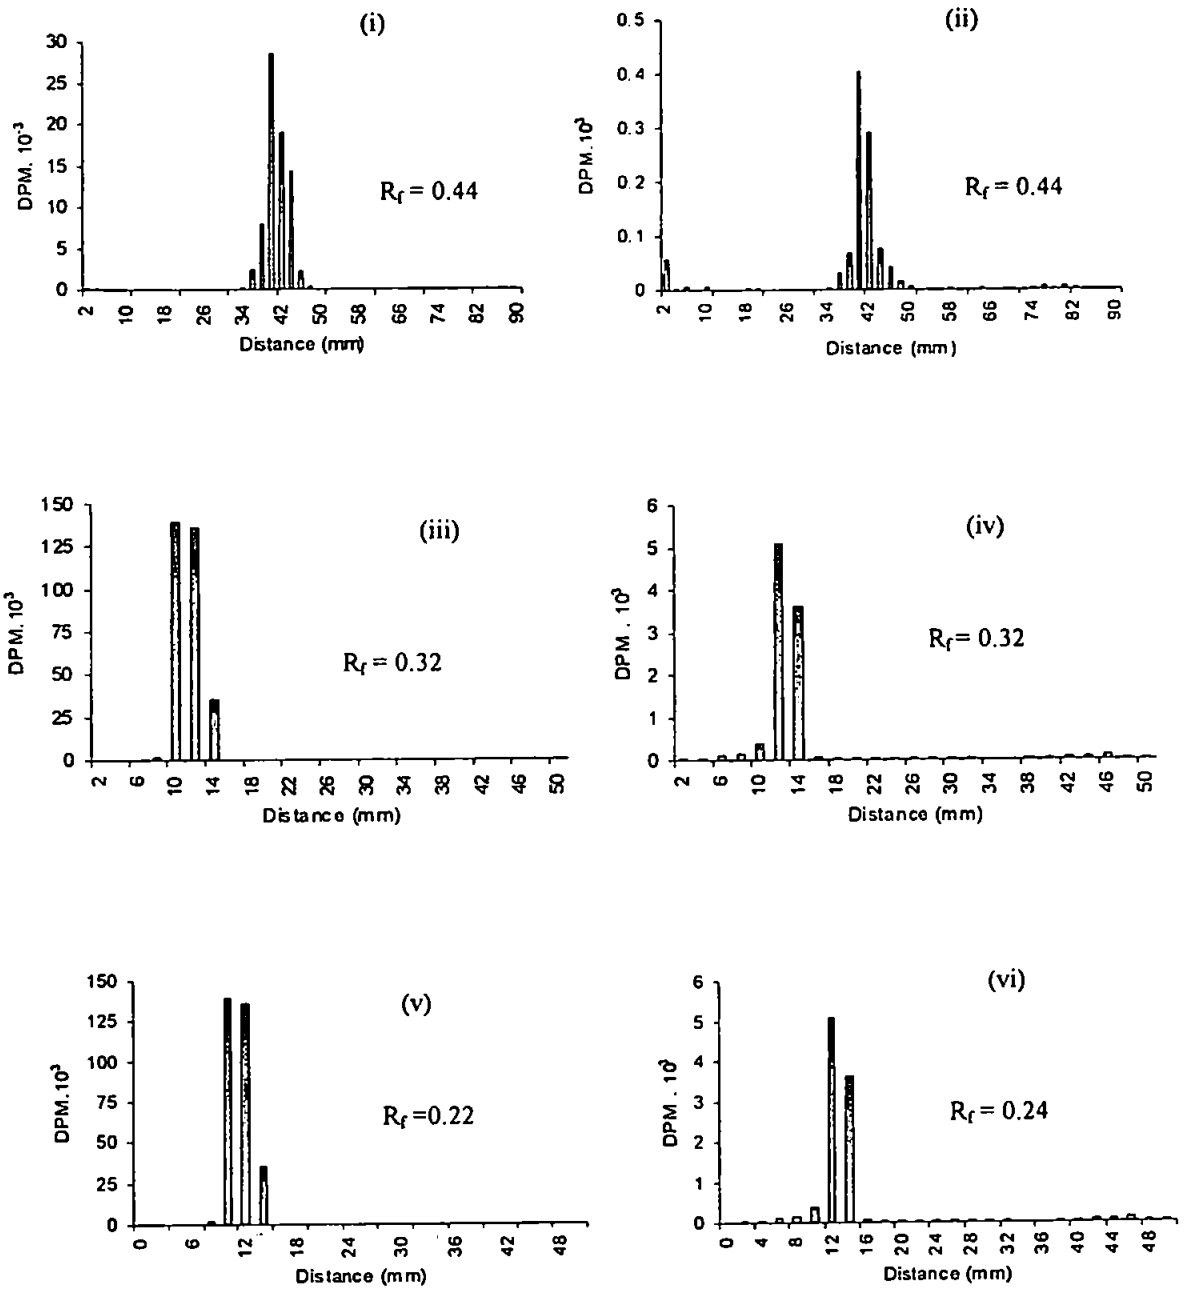 (i)
30
25
20
15
10
5
0
DPM. 10-3
Rf = 0.44
2 10 18 26 34 42 50 58 66 74 82 90
Distance (mm)
(ii)
0.5
0.4
0.3
0.2
0.1
0
DPM. 10³
Rf = 0.44
2 10 18 26 34 42 50 58 66 74 82 90
Distance (mm)
(iii)
150
125
100
75
50
25
0
DPM. 10³
Rf = 0.32
2 6 10 14 18 22 26 30 34 38 42 46 50
Distance (mm)
(iv)
6
5
4
3
2
1
0
DPM . 10³
Rf = 0.32
2 6 10 14 18 22 26 30 34 38 42 46 50
Distance (mm)
(v)
150
125
100
75
50
25
0
DPM.10³
Rf =0.22
0 6 12 18 24 30 36 42 48
Distance (mm)
(vi)
6
5
4
3
2
1
0
DPM . 10³
Rf = 0.24
0 4 8 12 16 20 24 28 32 36 40 44 48
Distance (mm)